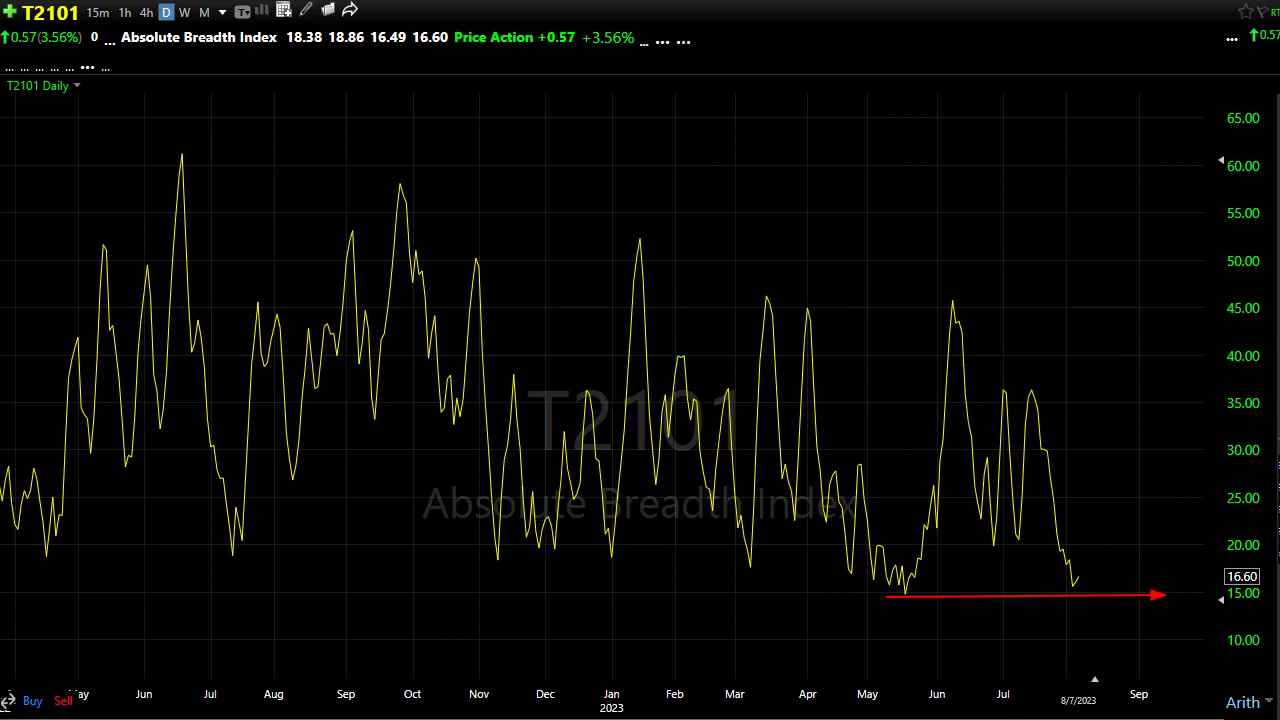 T2101 15m 1h 4h D W M T
0.57(3.56%) 0 ... Absolute Breadth Index 18.38 18.86 16.49 16.60 Price Action +0.57 +3.56% ... ... ... ... 0.57
... ... ... ... ... ... ...
T2101 Daily
65.00
60.00
55.00
50.00
45.00
40.00
35.00
30.00
25.00
20.00
16.60
15.00
10.00
T2101
Absolute Breadth Index
Buy Sell ay Jun Jul Aug Sep Oct Nov Dec Jan Feb Mar Apr May Jun Jul 8/7/2023 Sep
2023
Arith